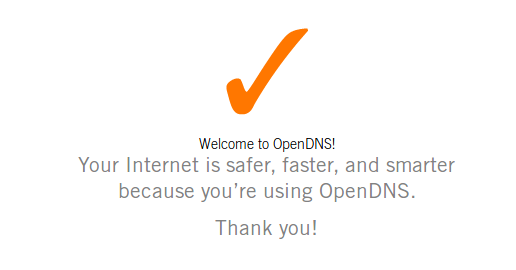 Welcome to OpenDNS!
Your Internet is safer, faster, and smarter
because you’re using OpenDNS.
Thank you!